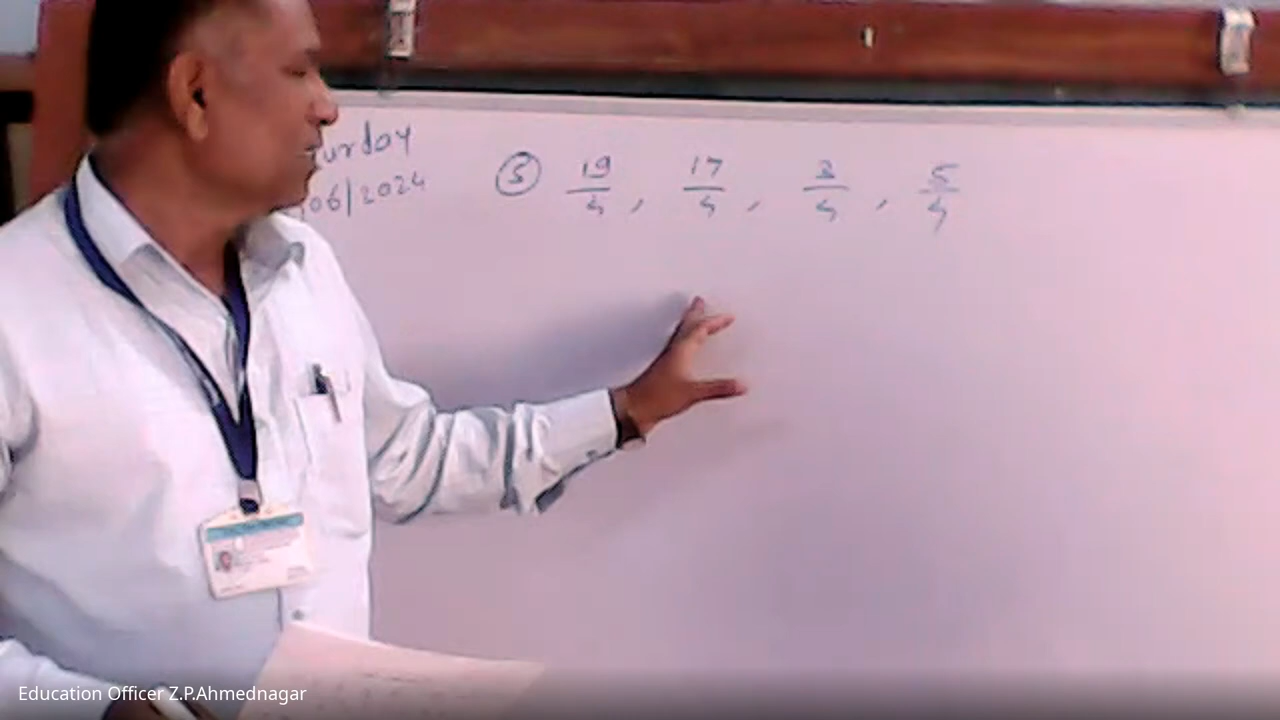 urday
/06/2024
⑤ 19/4 , 17/4 , 3/4 , 5/4
Education Officer Z.P.Ahmednagar